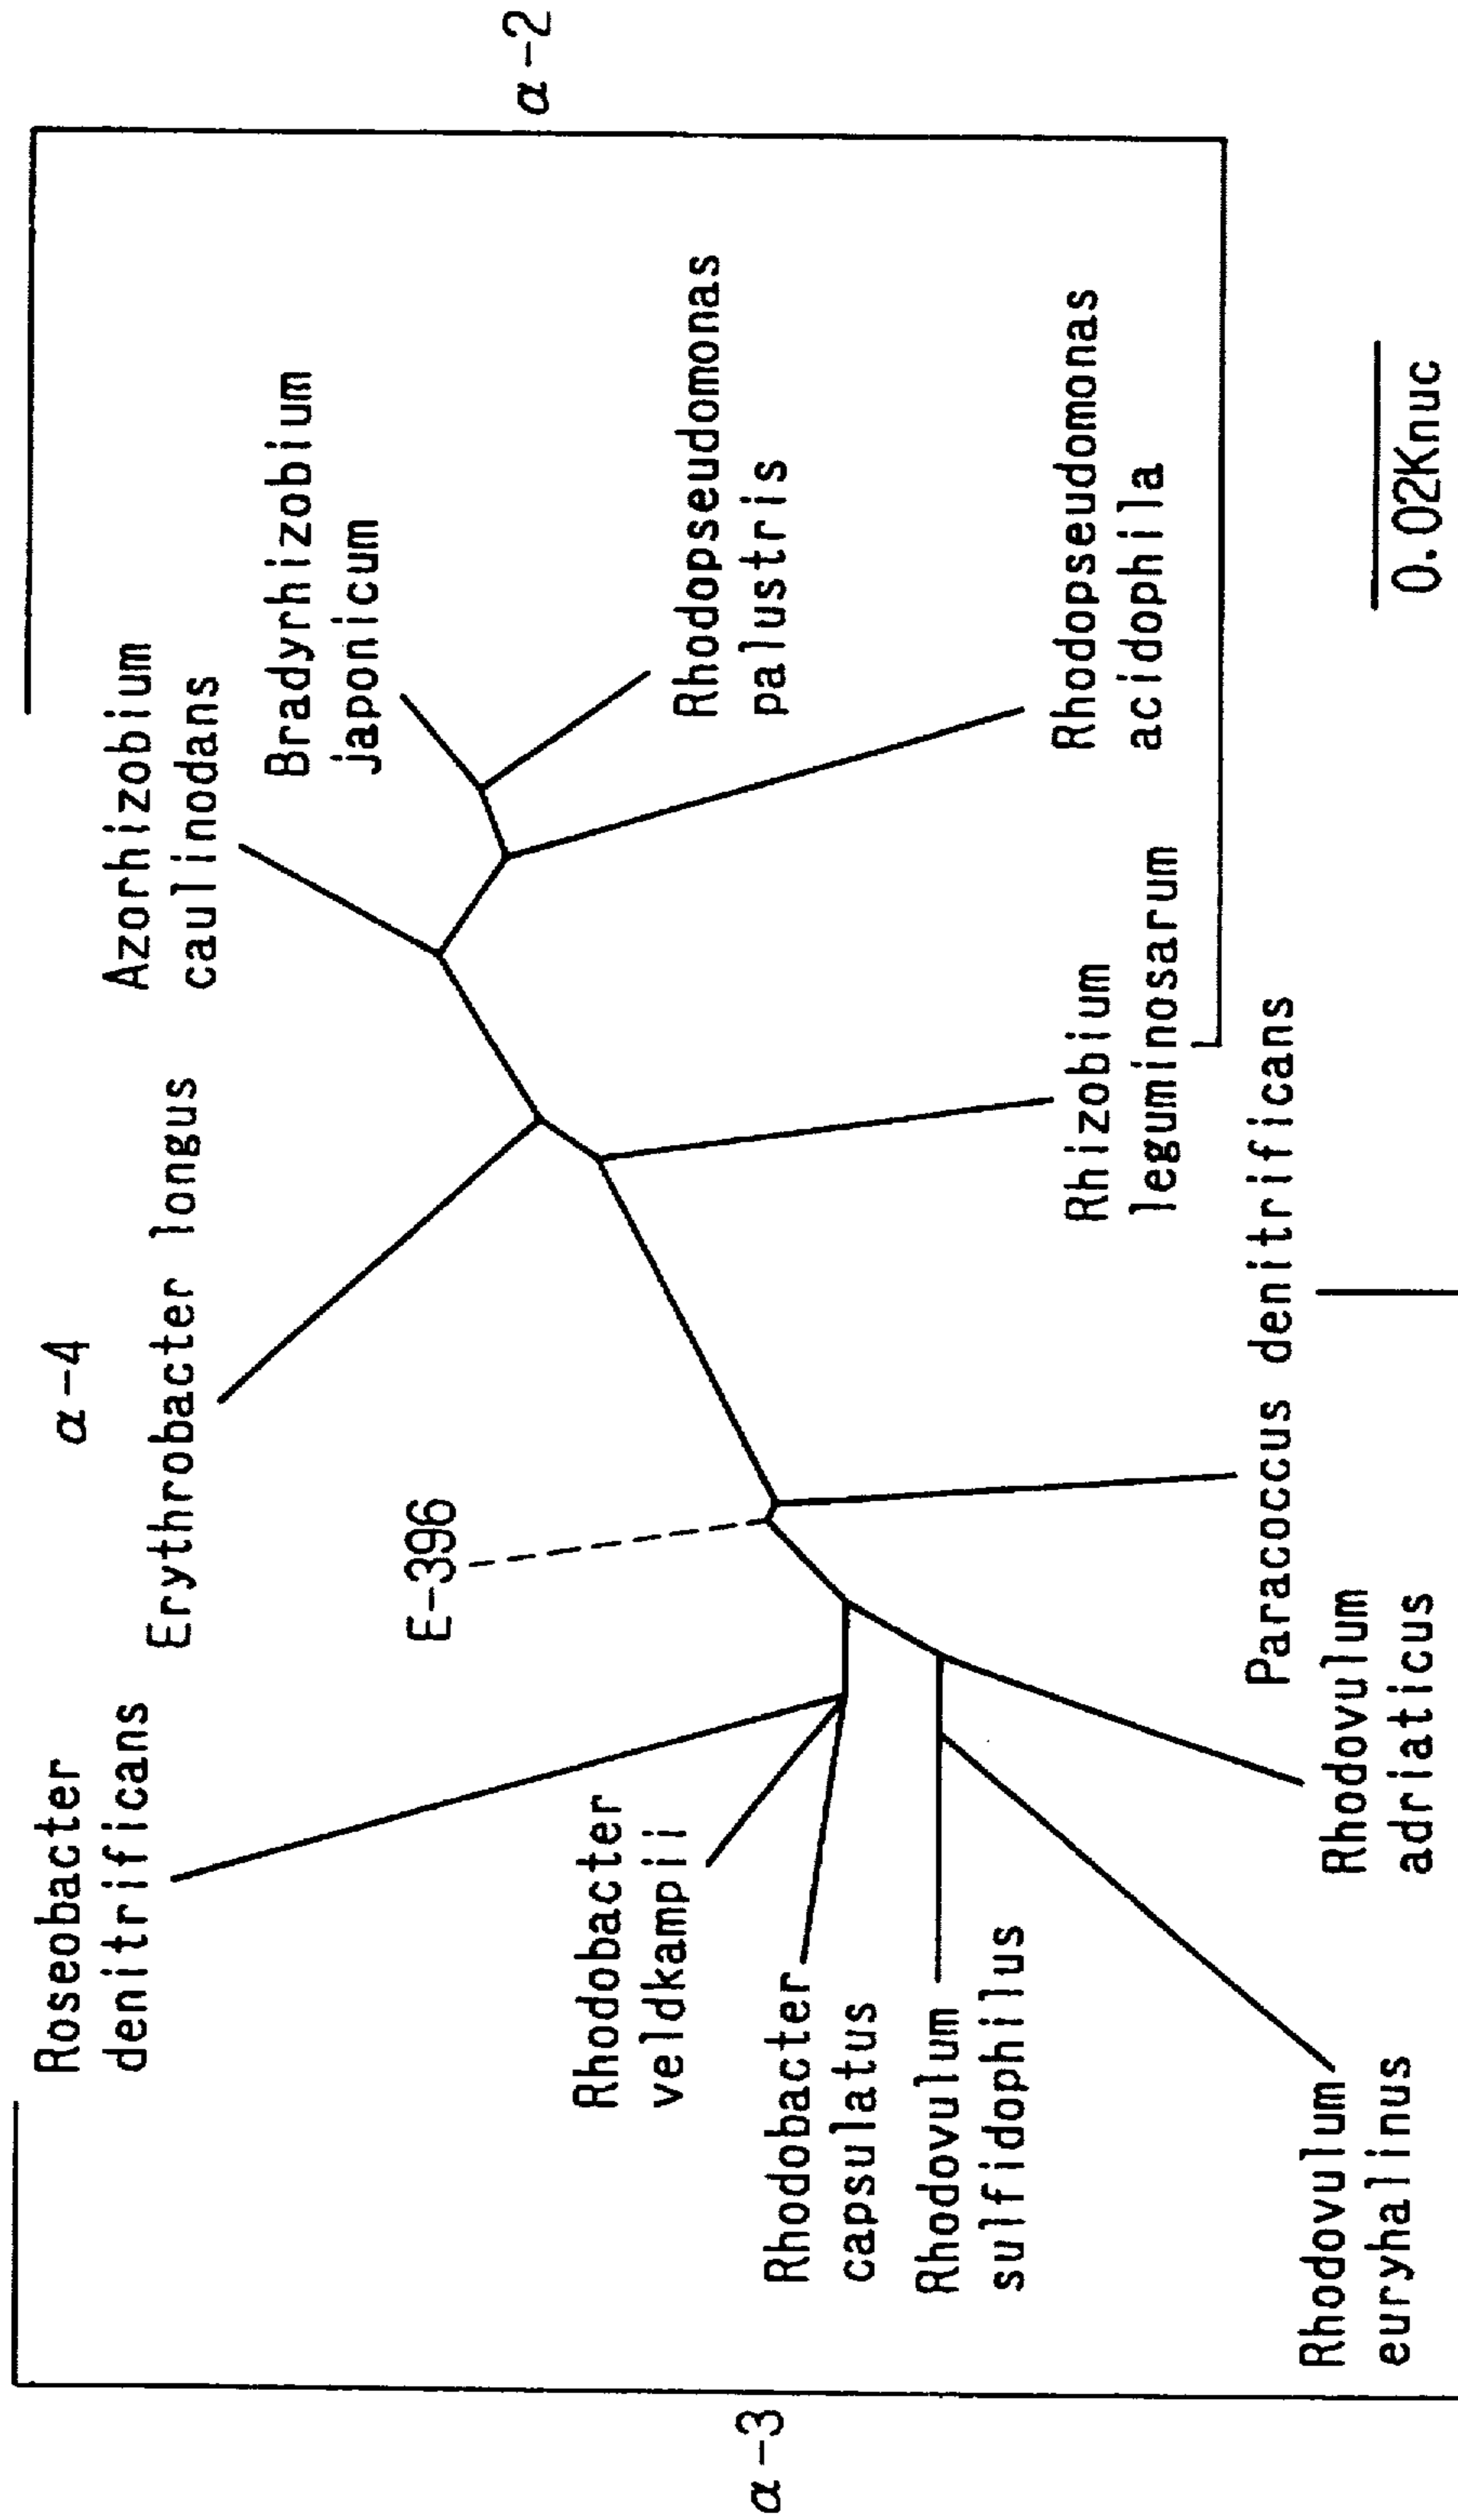 α-4
α-3
α-2
Roseobacter
denitrificans
Erythrobacter longus
Azorhizobium
caulinodans
Bradyrhizobium
japonicum
E-396
Rhodobacter
veldkampii
Rhodopseudomonas
palustris
Rhodobacter
capsulatus
Rhodovulum
sulfidophilus
Rhodopseudomonas
acidophila
Rhizobium
leguminosarum
Paracoccus denitrificans
Rhodovulum
euryhalinus
Rhodovulum
adriaticus
0.02Knuc